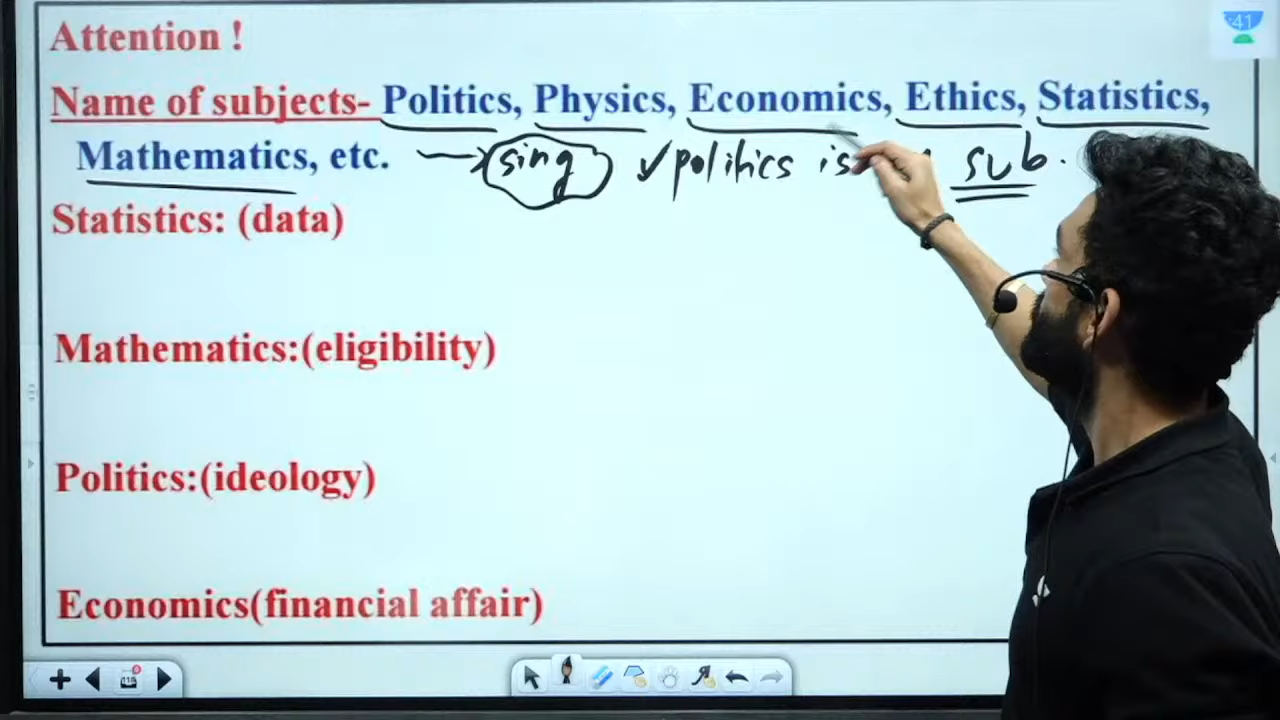 Attention !
Name of subjects- Politics, Physics, Economics, Ethics, Statistics,
Mathematics, etc. sing politics is sub.
Statistics: (data)
Mathematics:(eligibility)
Politics:(ideology)
Economics(financial affair)